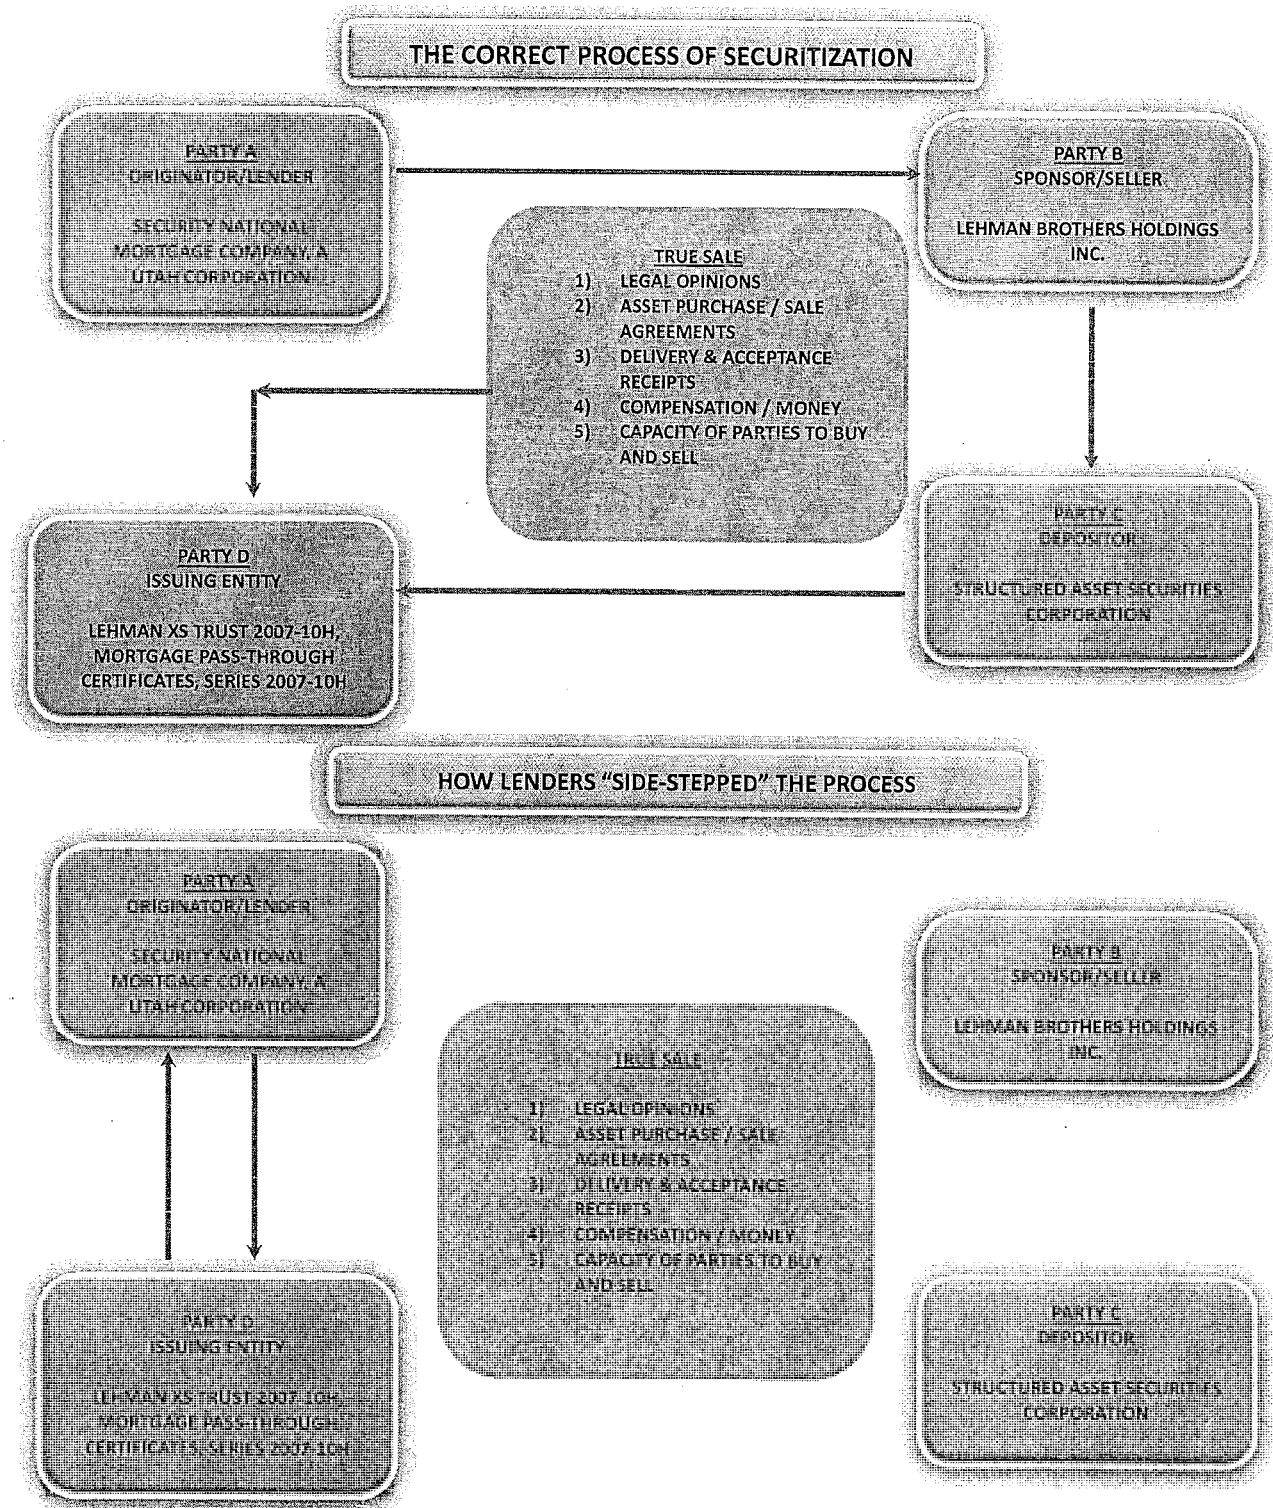 THE CORRECT PROCESS OF SECURITIZATION
PARTY A
ORIGINATOR/LENDER
SECURITY NATIONAL
MORTGAGE COMPANY, A
UTAH CORPORATION
PARTY B
SPONSOR/SELLER
LEHMAN BROTHERS HOLDINGS
INC.
TRUE SALE
1) LEGAL OPINIONS
2) ASSET PURCHASE / SALE
AGREEMENTS
3) DELIVERY & ACCEPTANCE
RECEIPTS
4) COMPENSATION / MONEY
5) CAPACITY OF PARTIES TO BUY
AND SELL
PARTY D
ISSUING ENTITY
LEHMAN XS TRUST 2007-10H,
MORTGAGE PASS-THROUGH
CERTIFICATES, SERIES 2007-10H
PARTY C
DEPOSITOR
STRUCTURED ASSET SECURITIES
CORPORATION
HOW LENDERS “SIDE-STEPPED” THE PROCESS
PARTY A
ORIGINATOR/LENDER
SECURITY NATIONAL
MORTGAGE COMPANY, A
UTAH CORPORATION
PARTY B
SPONSOR/SELLER
LEHMAN BROTHERS HOLDINGS
INC.
TRUE SALE
1) LEGAL OPINIONS
2) ASSET PURCHASE / SALE
AGREEMENTS
3) DELIVERY & ACCEPTANCE
RECEIPTS
4) COMPENSATION / MONEY
5) CAPACITY OF PARTIES TO BUY
AND SELL
PARTY D
ISSUING ENTITY
LEHMAN XS TRUST 2007-10H,
MORTGAGE PASS-THROUGH
CERTIFICATES, SERIES 2007-10H
PARTY C
DEPOSITOR
STRUCTURED ASSET SECURITIES
CORPORATION